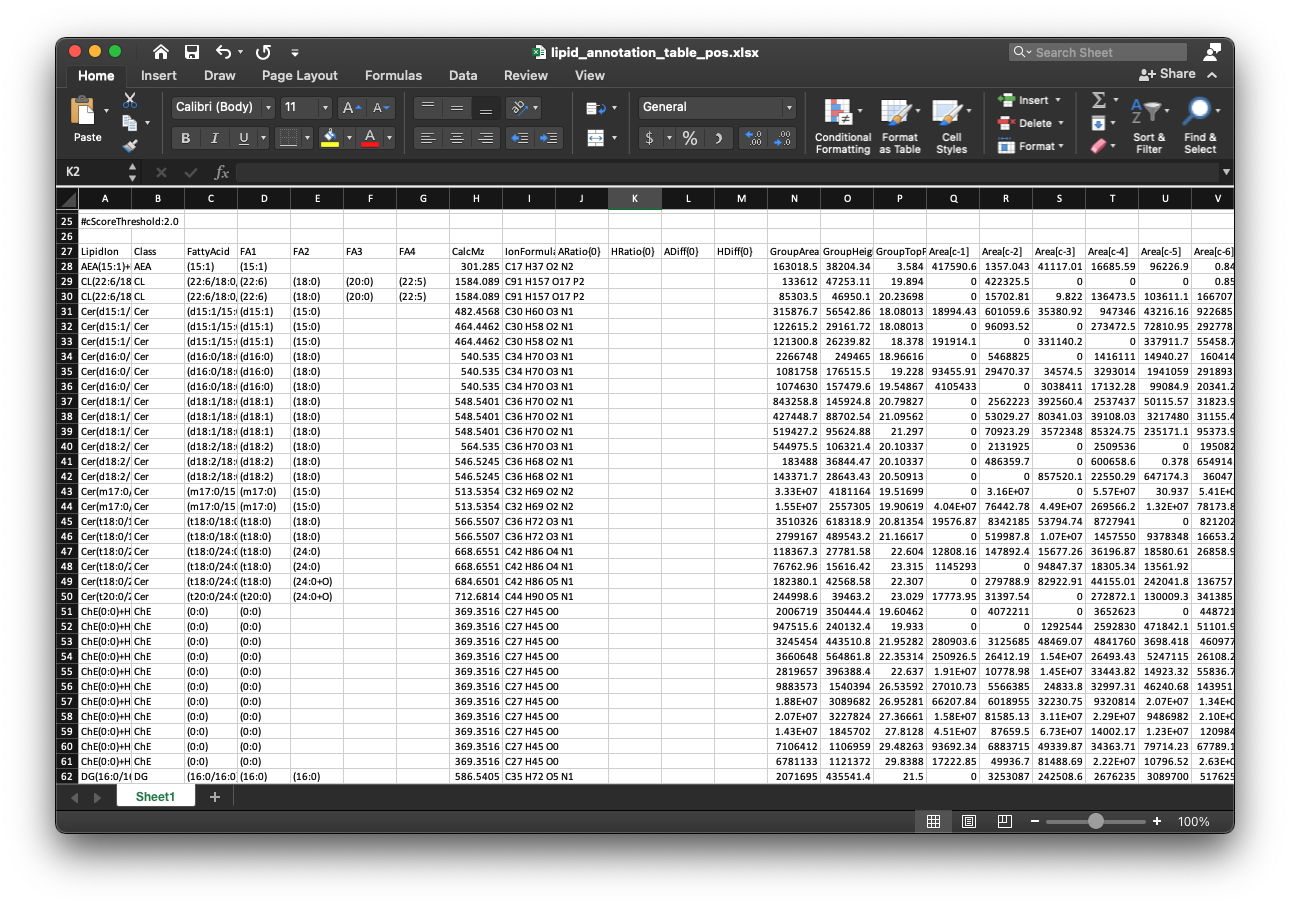 lipid_annotation_table_pos.xlsx
Search Sheet
Home Insert Draw Page Layout Formulas Data Review View
Share
Paste
Calibri (Body) 11
A A
General
B I U A
$ %
Conditional Formatting
Format as Table
Cell Styles
Insert
Delete
Format
Sort & Filter
Find & Select
K2 fx
A B C D E F G H I J K L M N O P Q R S T U V
25 #cScoreThreshold:2.0
26
27 LipidIon Class FattyAcid FA1 FA2 FA3 FA4 CalcMz IonFormula ARatio{0} HRatio{0} ADiff{0} HDiff{0} GroupArea GroupHeig GroupTopP Area[c-1] Area[c-2] Area[c-3] Area[c-4] Area[c-5] Area[c-6]
28 AEA(15:1)+ AEA (15:1) (15:1) 301.285 C17 H37 O2 N2 163018.5 38204.34 3.584 417590.6 1357.043 41117.01 16685.59 96226.9 0.84
29 CL(22:6/18 CL (22:6/18:0, (22:6) (18:0) (20:0) (22:5) 1584.089 C91 H157 O17 P2 133612 47253.11 19.894 0 422325.5 0 0 0 0.85
30 CL(22:6/18 CL (22:6/18:0, (22:6) (18:0) (20:0) (22:5) 1584.089 C91 H157 O17 P2 85303.5 46950.1 20.23698 0 15702.81 9.822 136473.5 103611.1 166707
31 Cer(d15:1/ Cer (d15:1/15: (d15:1) (15:0) 482.4568 C30 H60 O3 N1 315876.7 56542.86 18.08013 18994.43 601059.6 35380.92 947346 43216.16 922685
32 Cer(d15:1/ Cer (d15:1/15: (d15:1) (15:0) 464.4462 C30 H58 O2 N1 122615.2 29161.72 18.08013 0 96093.52 0 273472.5 72810.95 292778
33 Cer(d15:1/ Cer (d15:1/15: (d15:1) (15:0) 464.4462 C30 H58 O2 N1 121300.8 26239.82 18.378 191914.1 0 331140.2 0 337911.7 55458.7
34 Cer(d16:0/ Cer (d16:0/18: (d16:0) (18:0) 540.535 C34 H70 O3 N1 2266748 249465 18.96616 0 5468825 0 1416111 14940.27 160414
35 Cer(d16:0/ Cer (d16:0/18: (d16:0) (18:0) 540.535 C34 H70 O3 N1 1081758 176515.5 19.228 93455.91 29470.37 34574.5 3293014 1941059 291893
36 Cer(d16:0/ Cer (d16:0/18: (d16:0) (18:0) 540.535 C34 H70 O3 N1 1074630 157479.6 19.54867 4105433 0 3038411 17132.28 99084.9 20341.2
37 Cer(d18:1/ Cer (d18:1/18: (d18:1) (18:0) 548.5401 C36 H70 O2 N1 843258.8 145924.8 20.79827 0 2562223 392560.4 2537437 50115.57 31823.9
38 Cer(d18:1/ Cer (d18:1/18: (d18:1) (18:0) 548.5401 C36 H70 O2 N1 427448.7 88702.54 21.09562 0 53029.27 80341.03 39108.03 3217480 31155.4
39 Cer(d18:1/ Cer (d18:1/18: (d18:1) (18:0) 548.5401 C36 H70 O2 N1 519427.2 95624.88 21.297 0 70923.29 3572348 85324.75 235171.1 95373.9
40 Cer(d18:2/ Cer (d18:2/18: (d18:2) (18:0) 564.535 C36 H70 O3 N1 544975.5 106321.4 20.10337 0 2131925 0 2509536 0 195082
41 Cer(d18:2/ Cer (d18:2/18: (d18:2) (18:0) 546.5245 C36 H68 O2 N1 183488 36844.47 20.10337 0 486359.7 0 600658.6 0.378 654914
42 Cer(d18:2/ Cer (d18:2/18: (d18:2) (18:0) 546.5245 C36 H68 O2 N1 143371.7 28643.43 20.50913 0 0 857520.1 22550.29 647174.3 36047
43 Cer(m17:0/ Cer (m17:0/15 (m17:0) (15:0) 513.5354 C32 H69 O2 N2 3.33E+07 4181164 19.51699 0 3.16E+07 0 5.57E+07 30.937 5.41E+0
44 Cer(m17:0/ Cer (m17:0/15 (m17:0) (15:0) 513.5354 C32 H69 O2 N2 1.55E+07 2557305 19.90619 4.04E+07 76442.78 4.49E+07 269566.2 1.32E+07 78173.8
45 Cer(t18:0/1 Cer (t18:0/18:0 (t18:0) (18:0) 566.5507 C36 H72 O3 N1 3510326 618318.9 20.81354 19576.87 8342185 53794.74 8727941 0 821202
46 Cer(t18:0/1 Cer (t18:0/18:0 (t18:0) (18:0) 566.5507 C36 H72 O3 N1 2799167 489543.2 21.16617 0 519987.8 1.07E+07 1457550 9378348 16653.2
47 Cer(t18:0/2 Cer (t18:0/24: (t18:0) (24:0) 668.6551 C42 H86 O4 N1 118367.3 27781.58 22.604 12808.16 147892.4 15677.26 36196.87 18580.61 26858.9
48 Cer(t18:0/2 Cer (t18:0/24: (t18:0) (24:0) 668.6551 C42 H86 O4 N1 76762.96 15616.42 23.315 1145293 0 94847.37 18305.34 13561.92
49 Cer(t18:0/2 Cer (t18:0/24: (t18:0) (24:0+O) 684.6501 C42 H86 O5 N1 182380.1 42568.58 22.307 0 279788.9 82922.91 44155.01 242041.8 136757
50 Cer(t20:0/2 Cer (t20:0/24: (t20:0) (24:0+O) 712.6814 C44 H90 O5 N1 244998.6 39463.2 23.029 17773.95 31397.54 0 272872.1 130009.3 341385
51 ChE(0:0)+H ChE (0:0) (0:0) 369.3516 C27 H45 O0 2006719 350444.4 19.60462 0 4072211 0 3652623 0 448721
52 ChE(0:0)+H ChE (0:0) (0:0) 369.3516 C27 H45 O0 947515.6 240132.4 19.933 0 0 1292544 2592830 471842.1 51101.9
53 ChE(0:0)+H ChE (0:0) (0:0) 369.3516 C27 H45 O0 3245454 443510.8 21.95282 280903.6 3125685 48469.07 4841760 3698.418 460977
54 ChE(0:0)+H ChE (0:0) (0:0) 369.3516 C27 H45 O0 3660648 564861.8 22.35314 250926.5 26412.19 1.54E+07 26493.43 5247115 26108.2
55 ChE(0:0)+H ChE (0:0) (0:0) 369.3516 C27 H45 O0 2819657 396388.4 22.637 1.91E+07 10778.98 1.45E+07 33443.82 14923.32 55836.7
56 ChE(0:0)+H ChE (0:0) (0:0) 369.3516 C27 H45 O0 9883573 1540394 26.53592 27010.73 5566385 24833.8 32997.31 46240.68 143951
57 ChE(0:0)+H ChE (0:0) (0:0) 369.3516 C27 H45 O0 1.88E+07 3089682 26.95281 66207.84 6018955 32230.75 9320814 2.07E+07 1.34E+0
58 ChE(0:0)+H ChE (0:0) (0:0) 369.3516 C27 H45 O0 2.07E+07 3227824 27.36661 1.58E+07 81585.13 3.11E+07 2.29E+07 9486982 2.10E+0
59 ChE(0:0)+H ChE (0:0) (0:0) 369.3516 C27 H45 O0 1.43E+07 1845702 27.8128 4.51E+07 87659.5 6.73E+07 14002.17 1.23E+07 120984
60 ChE(0:0)+H ChE (0:0) (0:0) 369.3516 C27 H45 O0 7106412 1106959 29.48263 93692.34 6883715 49339.87 34363.71 79714.23 67789.1
61 ChE(0:0)+H ChE (0:0) (0:0) 369.3516 C27 H45 O0 6781133 1121372 29.8388 17222.85 49936.7 81488.69 2.22E+07 10796.52 2.63E+0
62 DG(16:0/16 DG (16:0/16:0 (16:0) (16:0) 586.5405 C35 H72 O5 N1 2071695 435541.4 21.5 0 3253087 242508.6 2676235 3089700 517625
Sheet1 +
100%